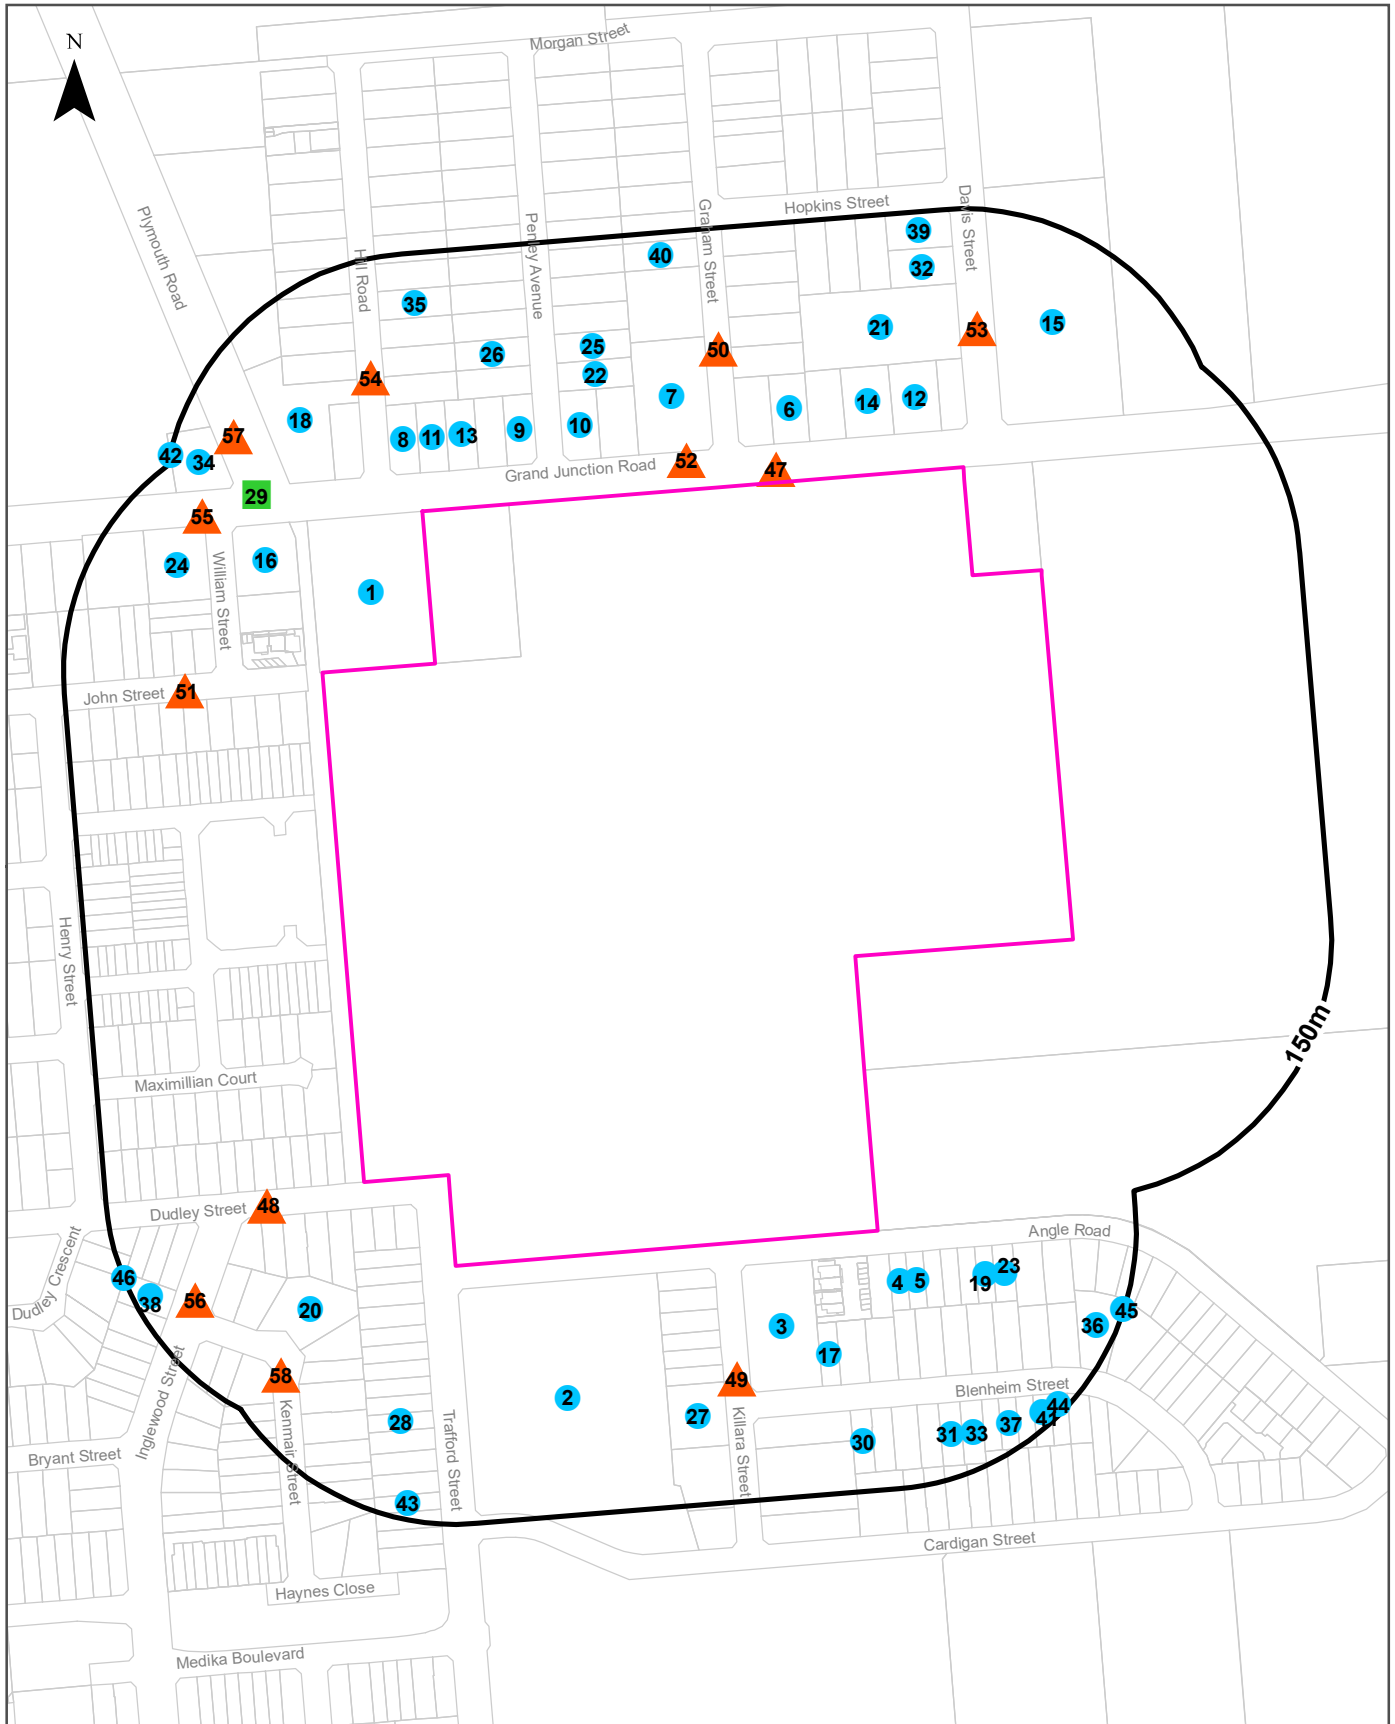 Morgan Street
N
Hopkins Street
Davis Street
Graham Street
Penley Avenue
Hill Road
Plymouth Road
39
40
32
35
15
21
53
25
50
26
22
54
7
12
14
6
18
10
9
13
11
8
57
42
34
52
47
Grand Junction Road
29
55
16
24
William Street
1
John Street
51
Henry Street
150m
Maximillian Court
Dudley Street
48
Angle Road
Dudley Crescent
46
38
56
20
4
5
19
23
3
36
45
17
58
49
2
Blenheim Street
27
28
30
31
33
37
41
44
Inglewood Street
Kenmair Street
Trafford Street
Killara Street
Bryant Street
43
Cardigan Street
Haynes Close
Medika Boulevard